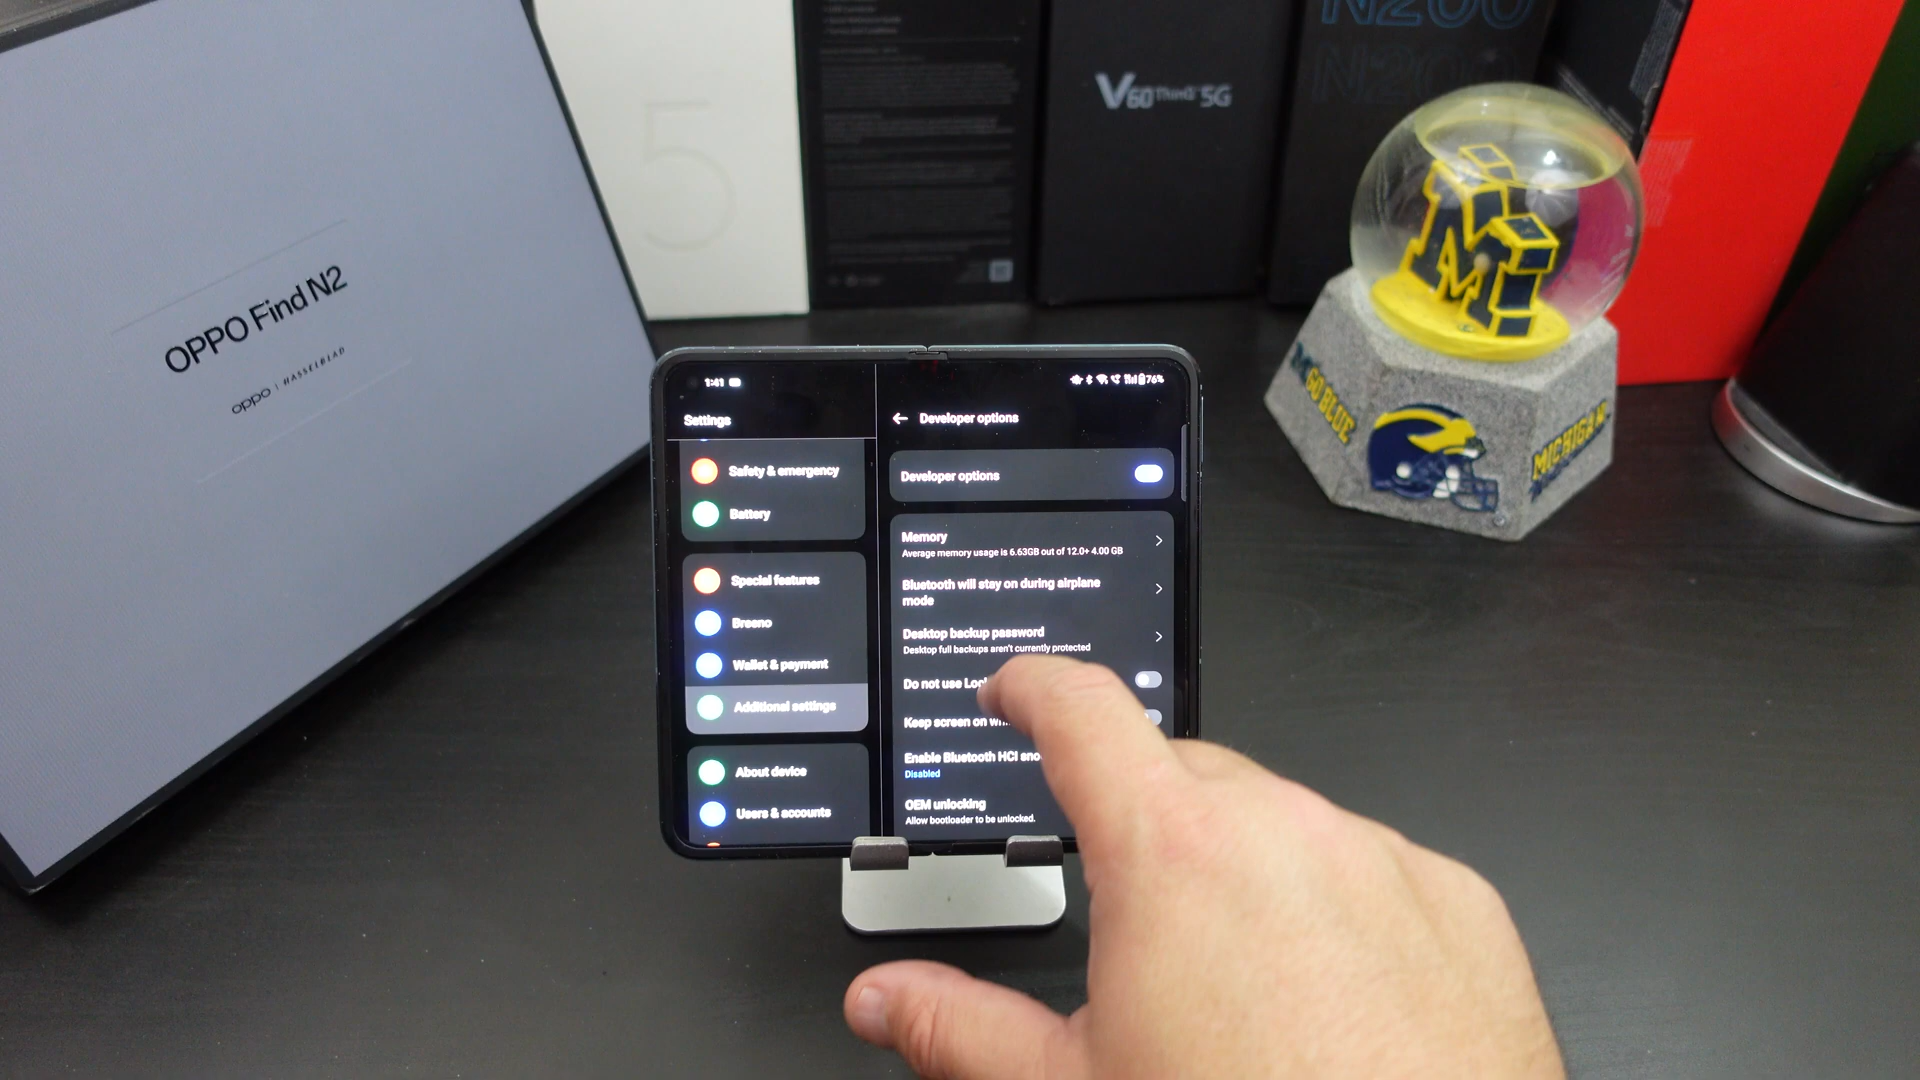 OPPO Find N2
oppo | HASSELBLAD
5
V60 ThinQ 5G
N200
N200
GO BLUE
MICHIGAN
1:41
76%
Settings
Safety & emergency
Battery
Special features
Breeno
Wallet & payment
Additional settings
About device
Users & accounts
Developer options
Developer options
Memory
Average memory usage is 6.63GB out of 12.0+ 4.00 GB
Bluetooth will stay on during airplane
mode
Desktop backup password
Desktop full backups aren't currently protected
Do not use
Keep screen on
Enable Bluetooth HCI
Disabled
OEM unlocking
Allow bootloader to be unlocked.